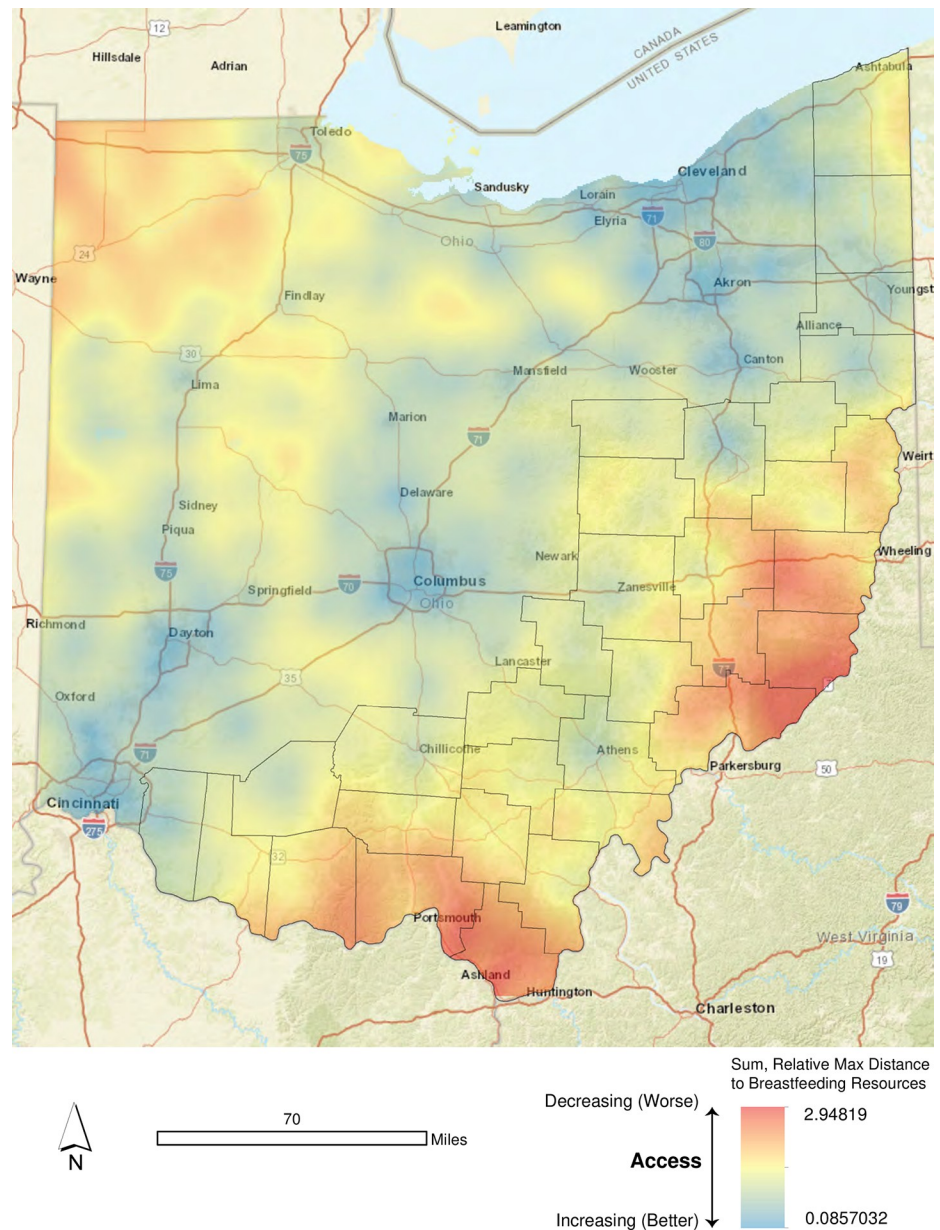 Leamington
12
CANADA
UNITED STATES
Hillsdale
Adrian
Ashtabula
Toledo
75
Cleveland
Sandusky
Lorain
71
Elyria
80
Ohio
24
Wayne
Akron
Youngst
Findlay
Alliance
30
Canton
Lima
Mansfield
Wooster
Marion
71
Weirt
Delaware
Sidney
Piqua
Wheeling
Newark
75
70
Columbus
Springfield
Zanesville
Ohio
Richmond
Dayton
Lancaster
77
35
Oxford
71
Chillicothe
Athens
Parkersburg
50
Cincinnati
275
32
79
Portsmouth
West Virginia
19
Ashland
Huntington
Charleston
Sum, Relative Max Distance
to Breastfeeding Resources
Decreasing (Worse)
2.94819
70
Miles
N
Access
Increasing (Better)
0.0857032